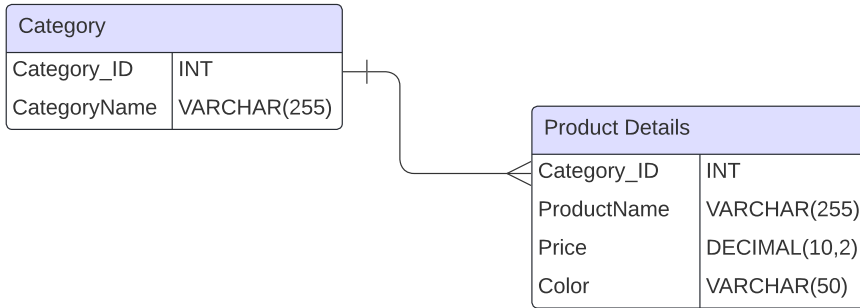 Category
Category_ID INT
CategoryName VARCHAR(255)
Product Details
Category_ID INT
ProductName VARCHAR(255)
Price DECIMAL(10,2)
Color VARCHAR(50)